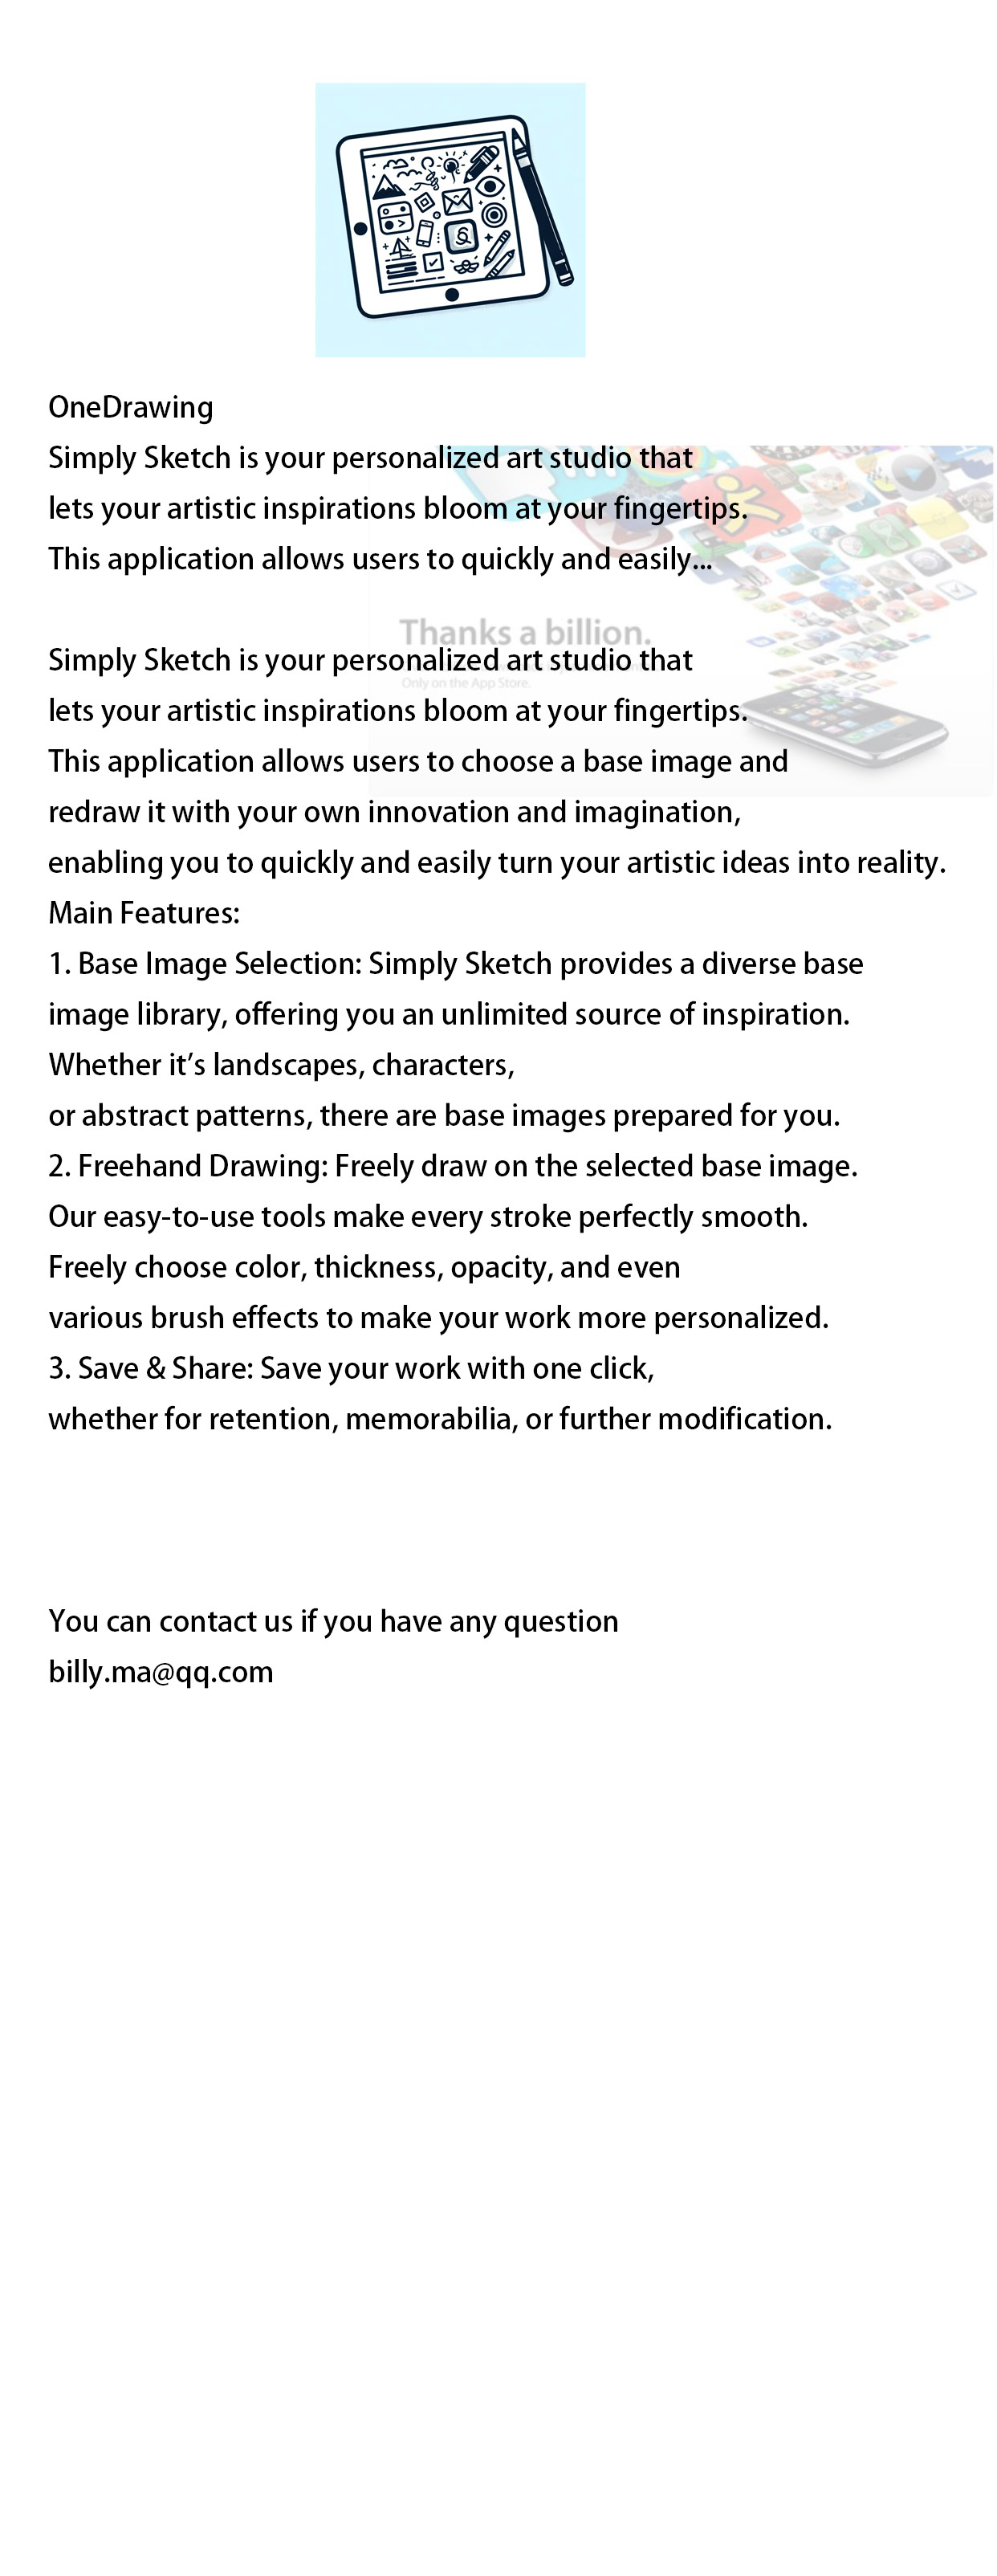 OneDrawing
Simply Sketch is your personalized art studio that
lets your artistic inspirations bloom at your fingertips.
This application allows users to quickly and easily...
Thanks a billion.
Simply Sketch is your personalized art studio that
Only on the App Store.
lets your artistic inspirations bloom at your fingertips.
This application allows users to choose a base image and
redraw it with your own innovation and imagination,
enabling you to quickly and easily turn your artistic ideas into reality.
Main Features:
1. Base Image Selection: Simply Sketch provides a diverse base
image library, offering you an unlimited source of inspiration.
Whether it’s landscapes, characters,
or abstract patterns, there are base images prepared for you.
2. Freehand Drawing: Freely draw on the selected base image.
Our easy-to-use tools make every stroke perfectly smooth.
Freely choose color, thickness, opacity, and even
various brush effects to make your work more personalized.
3. Save & Share: Save your work with one click,
whether for retention, memorabilia, or further modification.
You can contact us if you have any question
billy.ma@qq.com